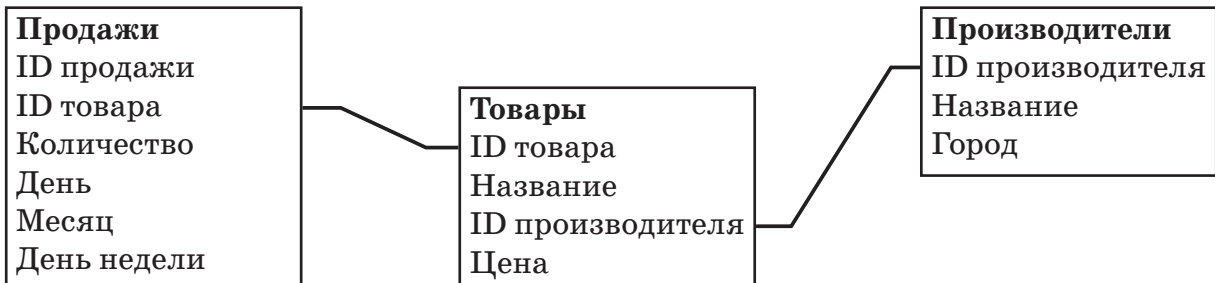 Продажи
ID продажи
ID товара
Количество
День
Месяц
День недели
Товары
ID товара
Название
ID производителя
Цена
Производители
ID производителя
Название
Город